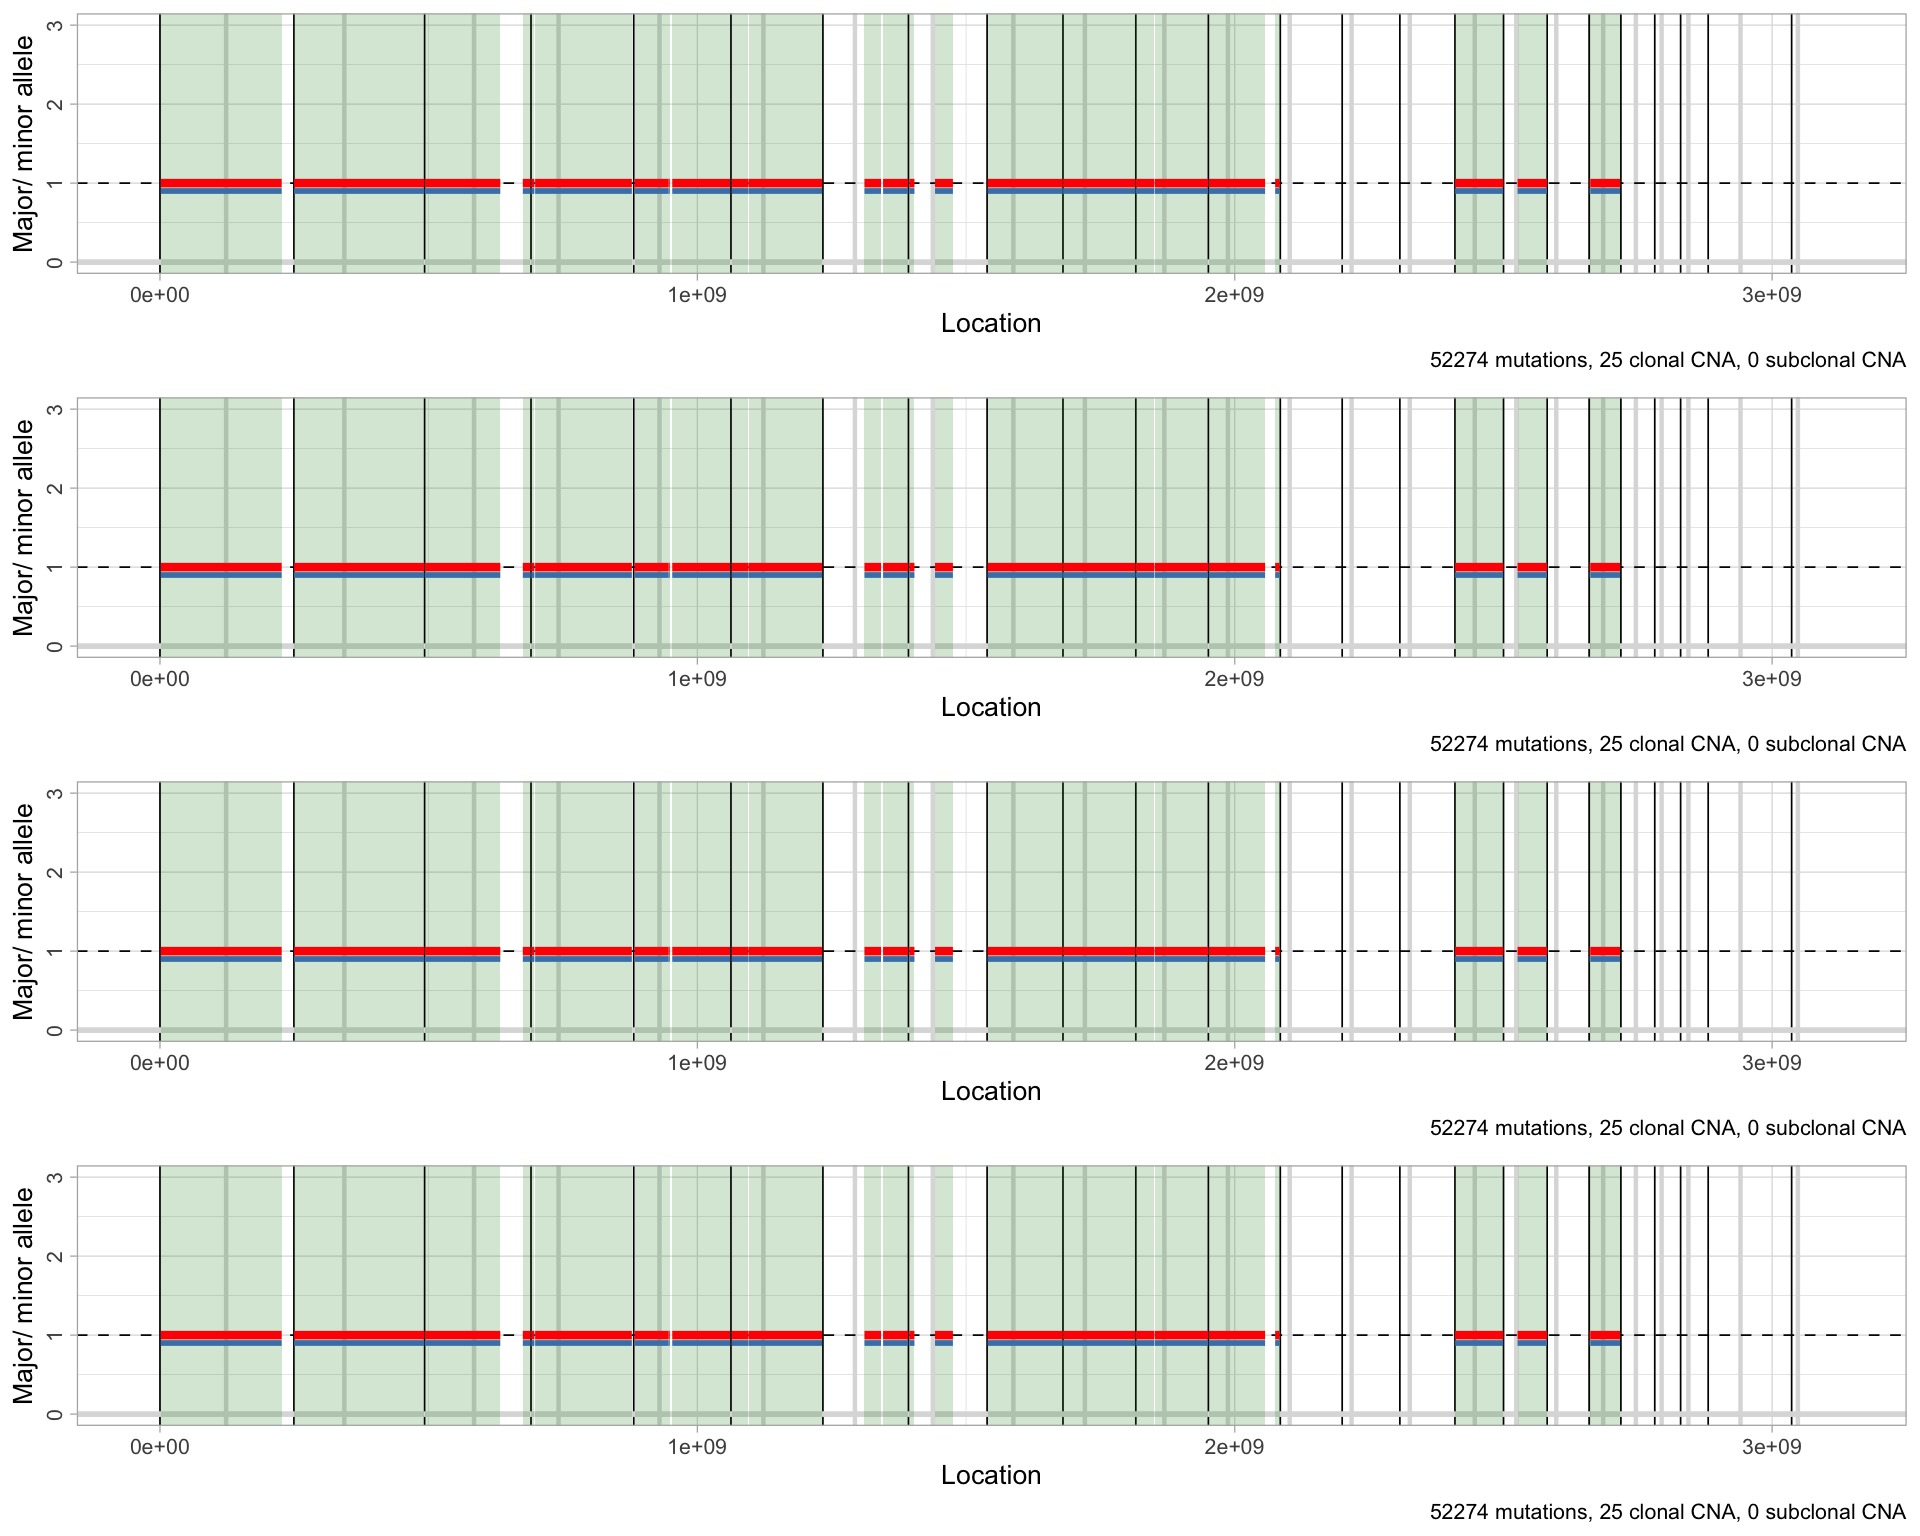 Major/ minor allele
3
2
1
0
0e+00 1e+09 2e+09 3e+09
Location
52274 mutations, 25 clonal CNA, 0 subclonal CNA
Major/ minor allele
3
2
1
0
0e+00 1e+09 2e+09 3e+09
Location
52274 mutations, 25 clonal CNA, 0 subclonal CNA
Major/ minor allele
3
2
1
0
0e+00 1e+09 2e+09 3e+09
Location
52274 mutations, 25 clonal CNA, 0 subclonal CNA
Major/ minor allele
3
2
1
0
0e+00 1e+09 2e+09 3e+09
Location
52274 mutations, 25 clonal CNA, 0 subclonal CNA